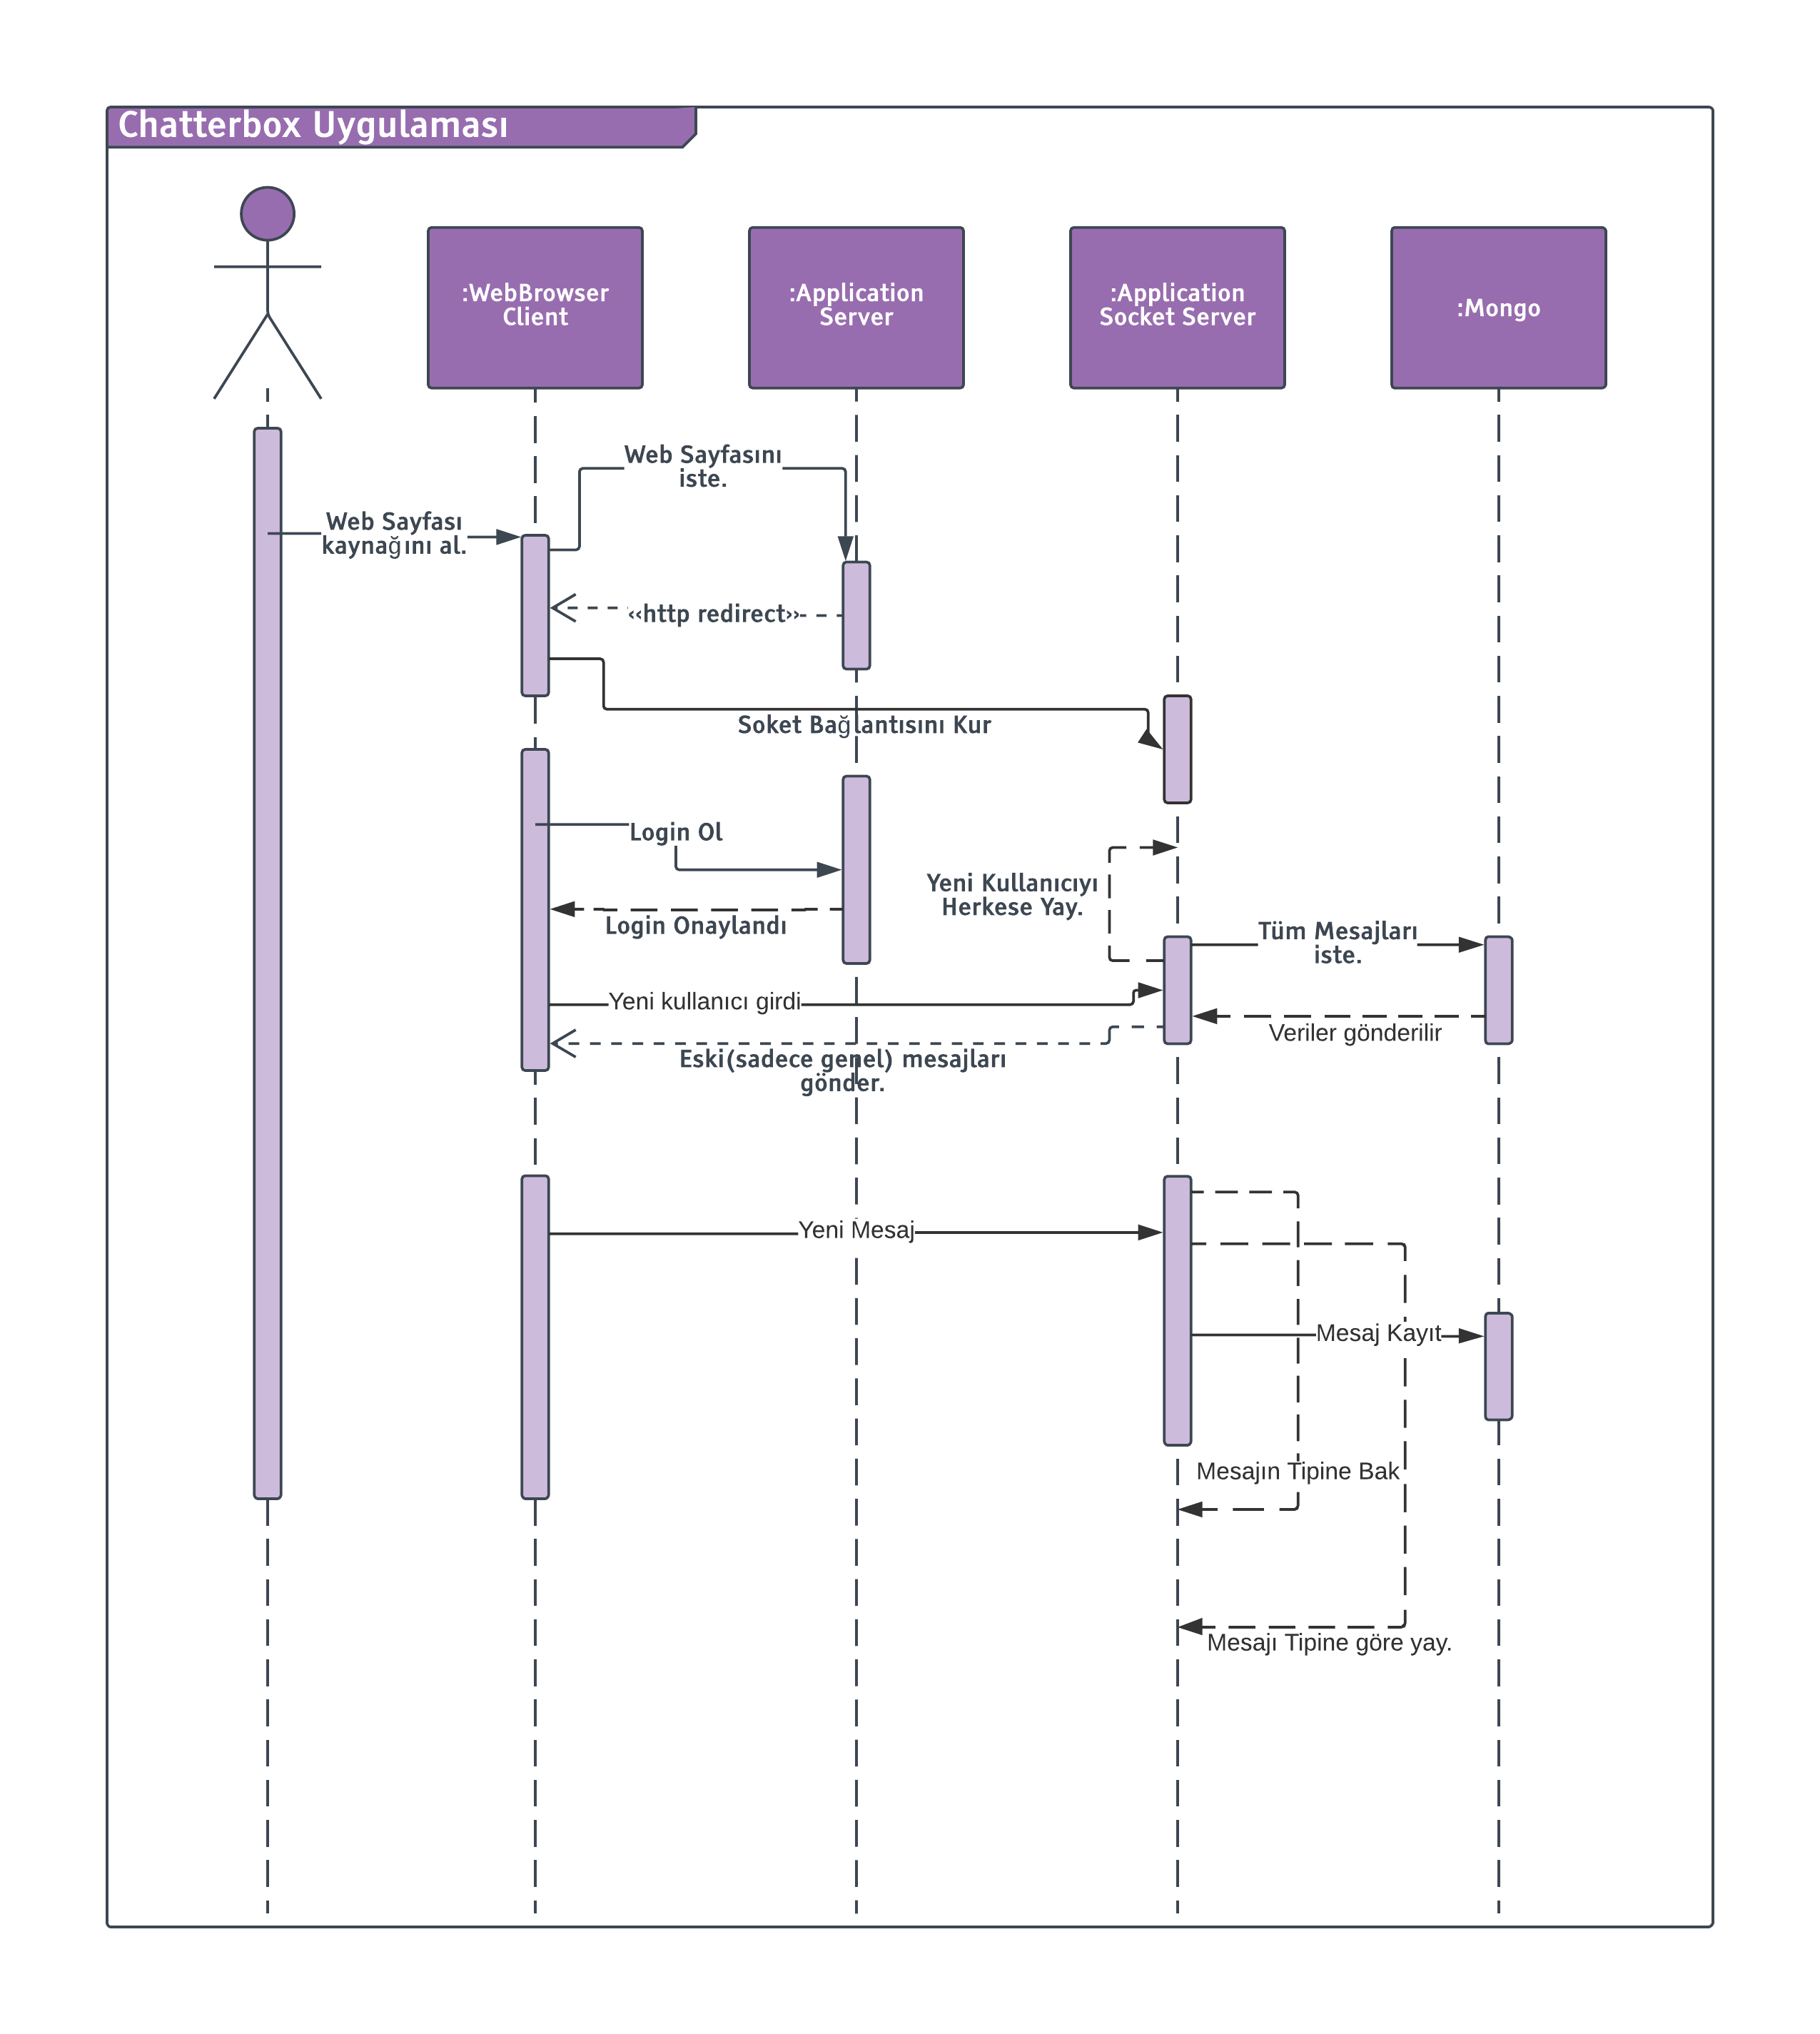 Chatterbox Uygulaması
:WebBrowser
Client
:Application
Server
:Application
Socket Server
:Mongo
Web Sayfasını
iste.
Web Sayfası
kaynağını al.
‹‹http redirect››
Soket Bağlantısını Kur
Login Ol
Yeni Kullanıcıyı
Herkese Yay.
Login Onaylandı
Tüm Mesajları
iste.
Yeni kullanıcı girdi
Veriler gönderilir
Eski(sadece genel) mesajları
gönder.
Yeni Mesaj
Mesaj Kayıt
Mesajın Tipine Bak
Mesajı Tipine göre yay.